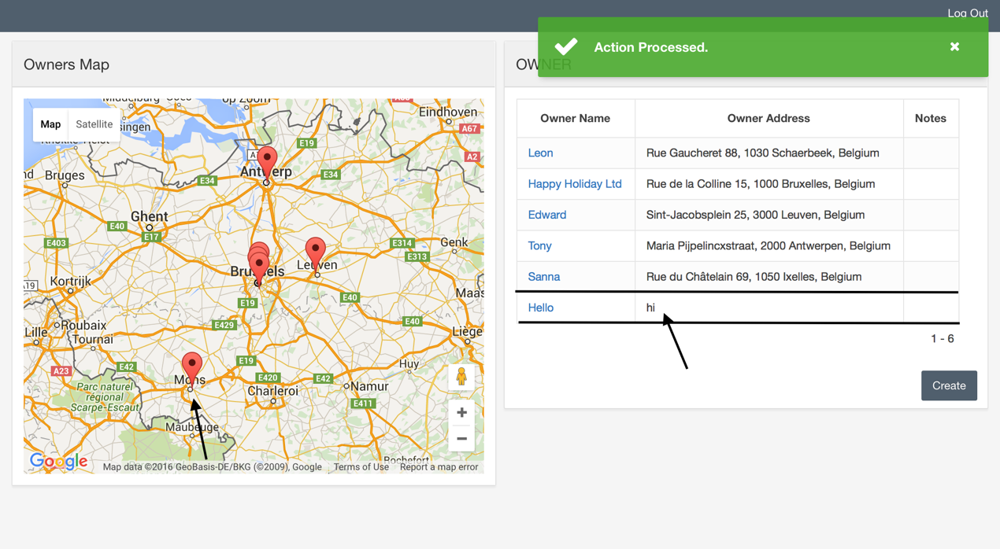 Log Out
Action Processed.
Owners Map
OWNER
Map
Satellite
Eindhoven
A67
singen
E19
A2
Antwerp
Bruges
E34
E34
Ghent
E40
E17
E403
E314
Genk
E313
Brussels
Leuven
Kortrijk
Maas
E19
E40
Roubaix
E429
E40
Lille
Tournai
Liège
E19
E42
Huy
A23
Mons
E420
E42
Charleroi
Namur
Parc naturel
régional
Scarpe-Escaut
E411
Maubeuge
Rochefort
Google
Map data ©2016 GeoBasis-DE/BKG (©2009), Google
Terms of Use
Report a map error
Owner Name Owner Address Notes
Leon Rue Gaucheret 88, 1030 Schaerbeek, Belgium
Happy Holiday Ltd Rue de la Colline 15, 1000 Bruxelles, Belgium
Edward Sint-Jacobsplein 25, 3000 Leuven, Belgium
Tony Maria Pijpelincxstraat, 2000 Antwerpen, Belgium
Sanna Rue du Châtelain 69, 1050 Ixelles, Belgium
Hello hi
1 - 6
Create